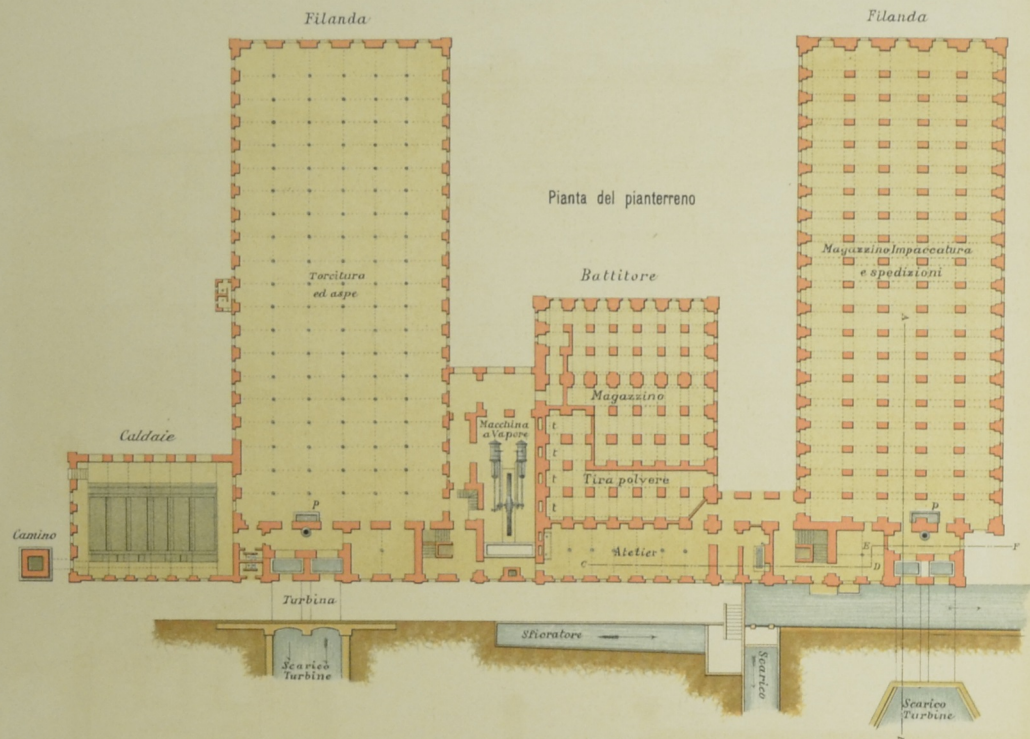 Filanda
Filanda
Pianta del pianterreno
Torcitura
ed aspe
Magazzino Impaccatura
e spedizioni
Battitore
Magazzino
Macchina
a Vapore
t
t
t
t
Tira polvere
Caldaie
Camino
P
P
Atelier
C
E
D
F
A
Turbina
Sfioratore
Scarico
Turbine
Scarico
Scarico
Turbine